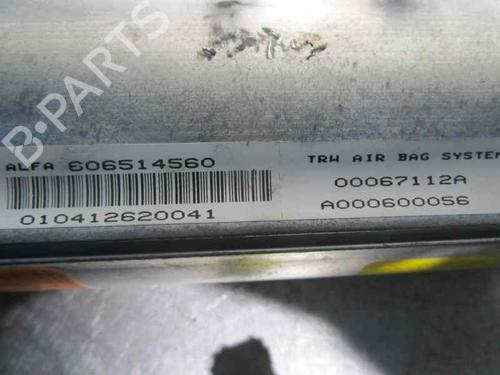 B-PARTS
ALFA 606514560
010412620041
TRW AIR BAG SYSTEM
00067112A
A000600056